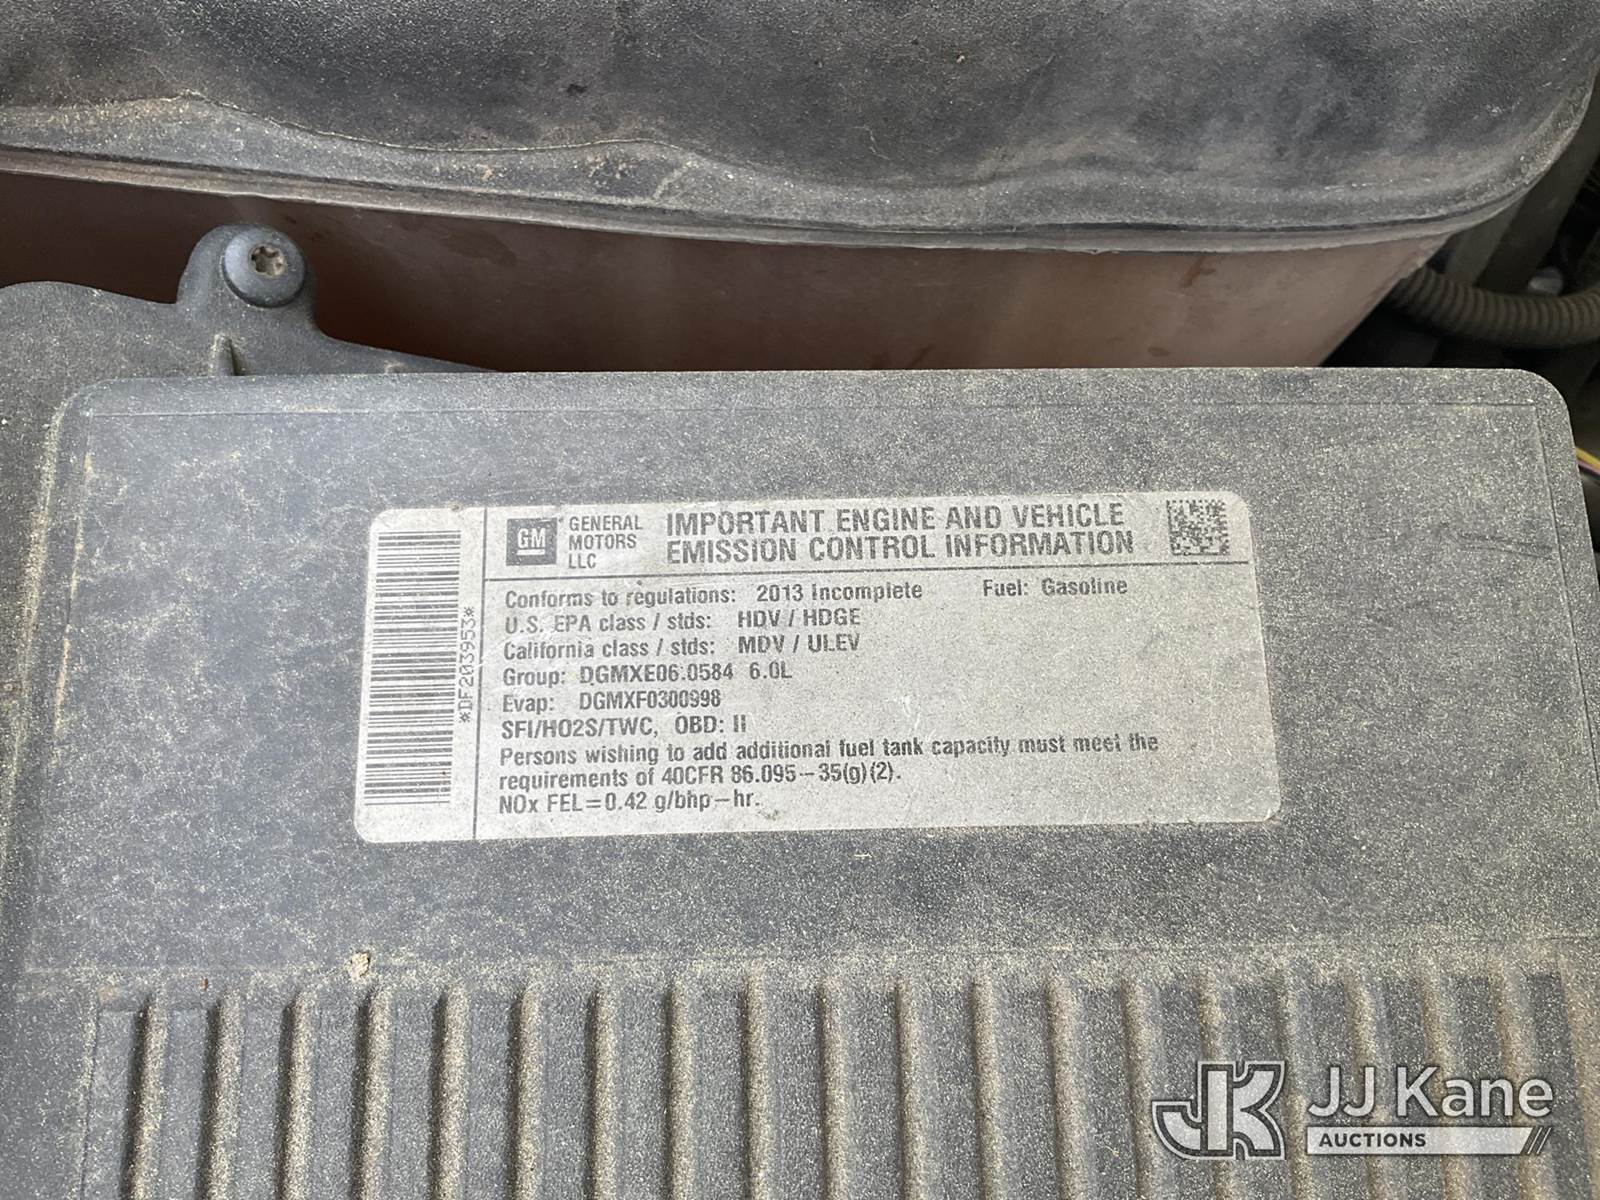 GM
GENERAL
MOTORS
LLC
IMPORTANT ENGINE AND VEHICLE
EMISSION CONTROL INFORMATION
Conforms to regulations: 2013 Incomplete Fuel: Gasoline
U.S. EPA class / stds: HDV / HDGE
California class / stds: MDV / ULEV
Group: DGMXE06.0584 6.0L
Evap: DGMXF0300998
SFI/HO2S/TWC, OBD: II
Persons wishing to add additional fuel tank capacity must meet the
requirements of 40CFR 86.095-35(g)(2).
NOx FEL=0.42 g/bhp-hr.
*DF203953*
JK JJ Kane
AUCTIONS